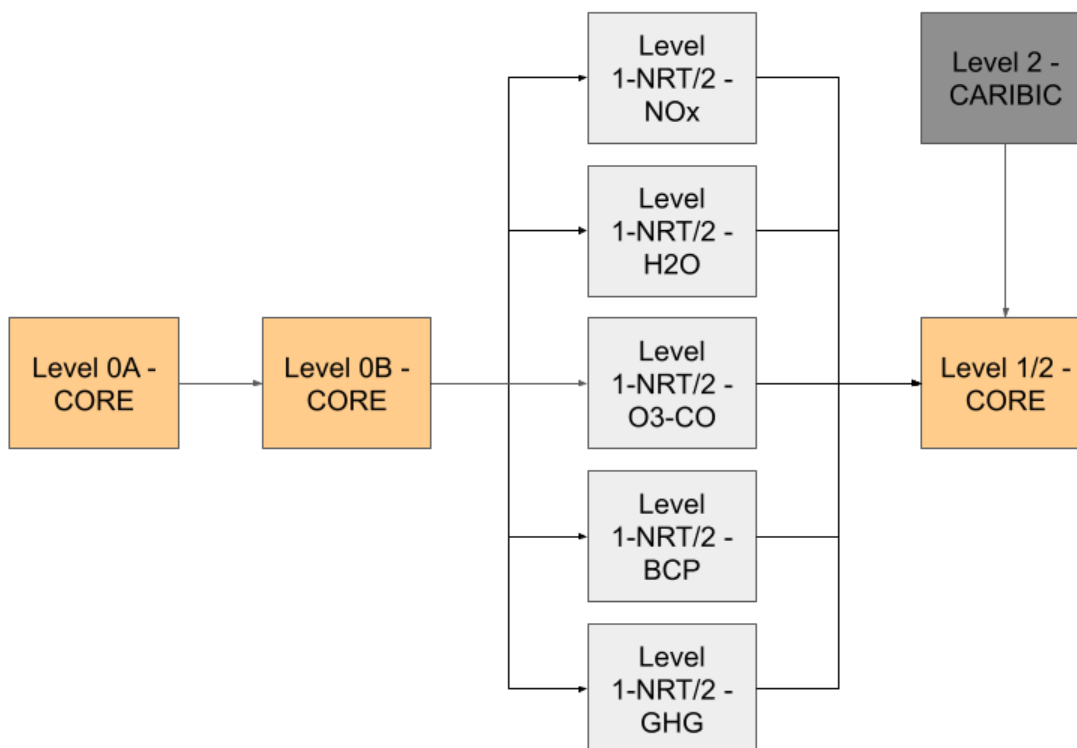 Level
1-NRT/2 -
NOx
Level 2 -
CARIBIC
Level
1-NRT/2 -
H2O
Level 0A -
CORE
Level 0B -
CORE
Level
1-NRT/2 -
O3-CO
Level 1/2 -
CORE
Level
1-NRT/2 -
BCP
Level
1-NRT/2 -
GHG